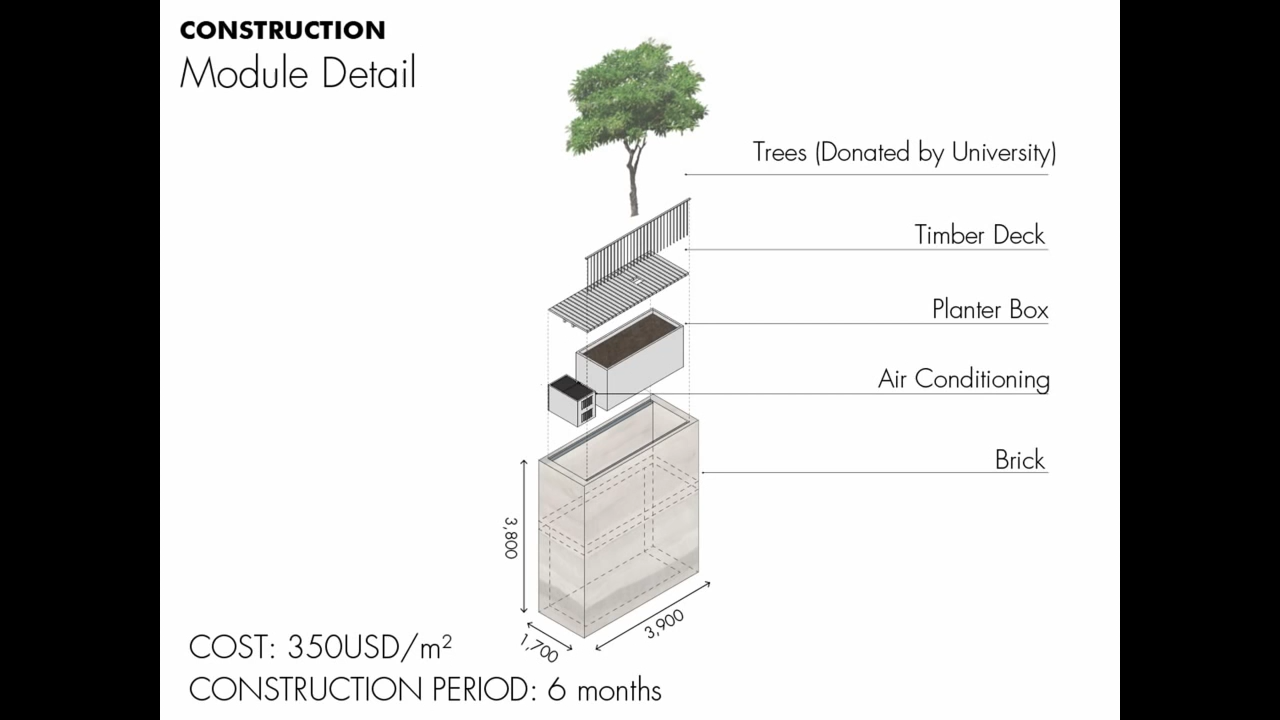 CONSTRUCTION
Module Detail
Trees (Donated by University)
Timber Deck
Planter Box
Air Conditioning
Brick
3,800
1,700
3,900
COST: 350USD/m²
CONSTRUCTION PERIOD: 6 months